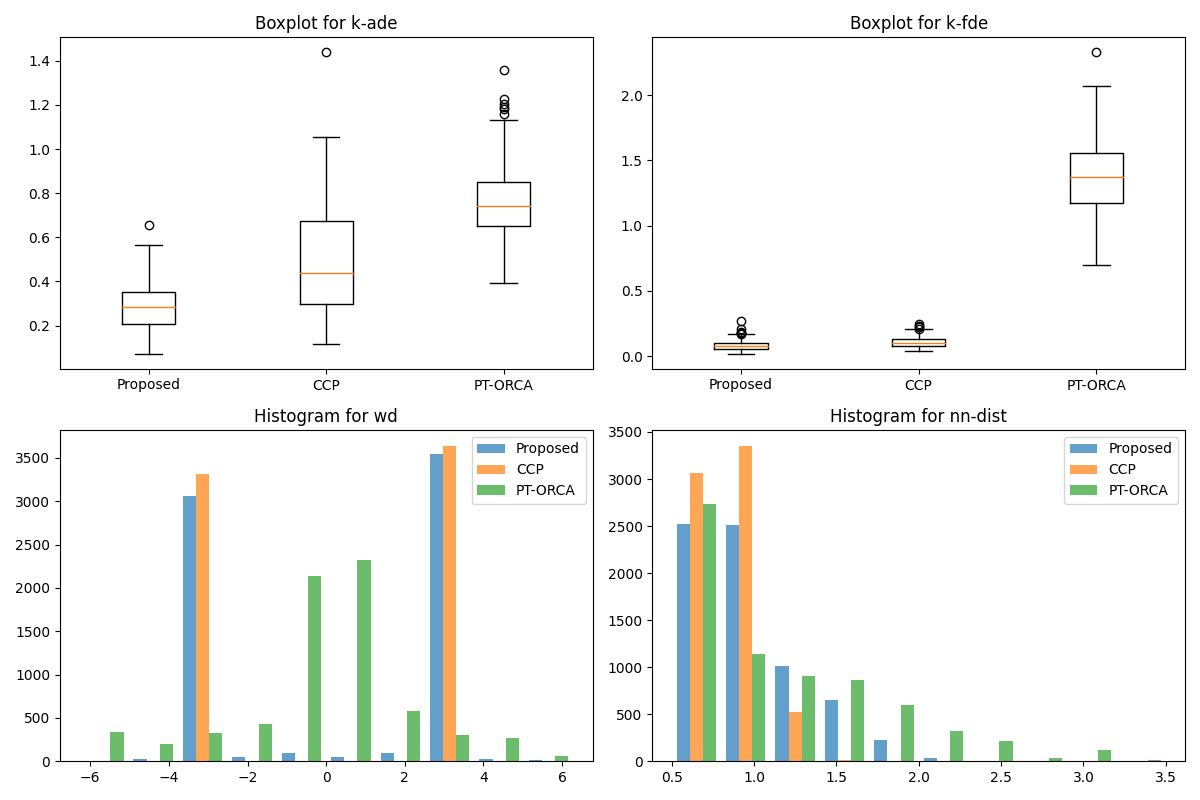 Boxplot for k-ade
1.4
1.2
1.0
0.8
0.6
0.4
0.2
Proposed
CCP
PT-ORCA
Boxplot for k-fde
2.0
1.5
1.0
0.5
0.0
Proposed
CCP
PT-ORCA
Histogram for wd
Proposed
CCP
PT-ORCA
3500
3000
2500
2000
1500
1000
500
0
−6
−4
−2
0
2
4
6
Histogram for nn-dist
Proposed
CCP
PT-ORCA
3500
3000
2500
2000
1500
1000
500
0
0.5
1.0
1.5
2.0
2.5
3.0
3.5